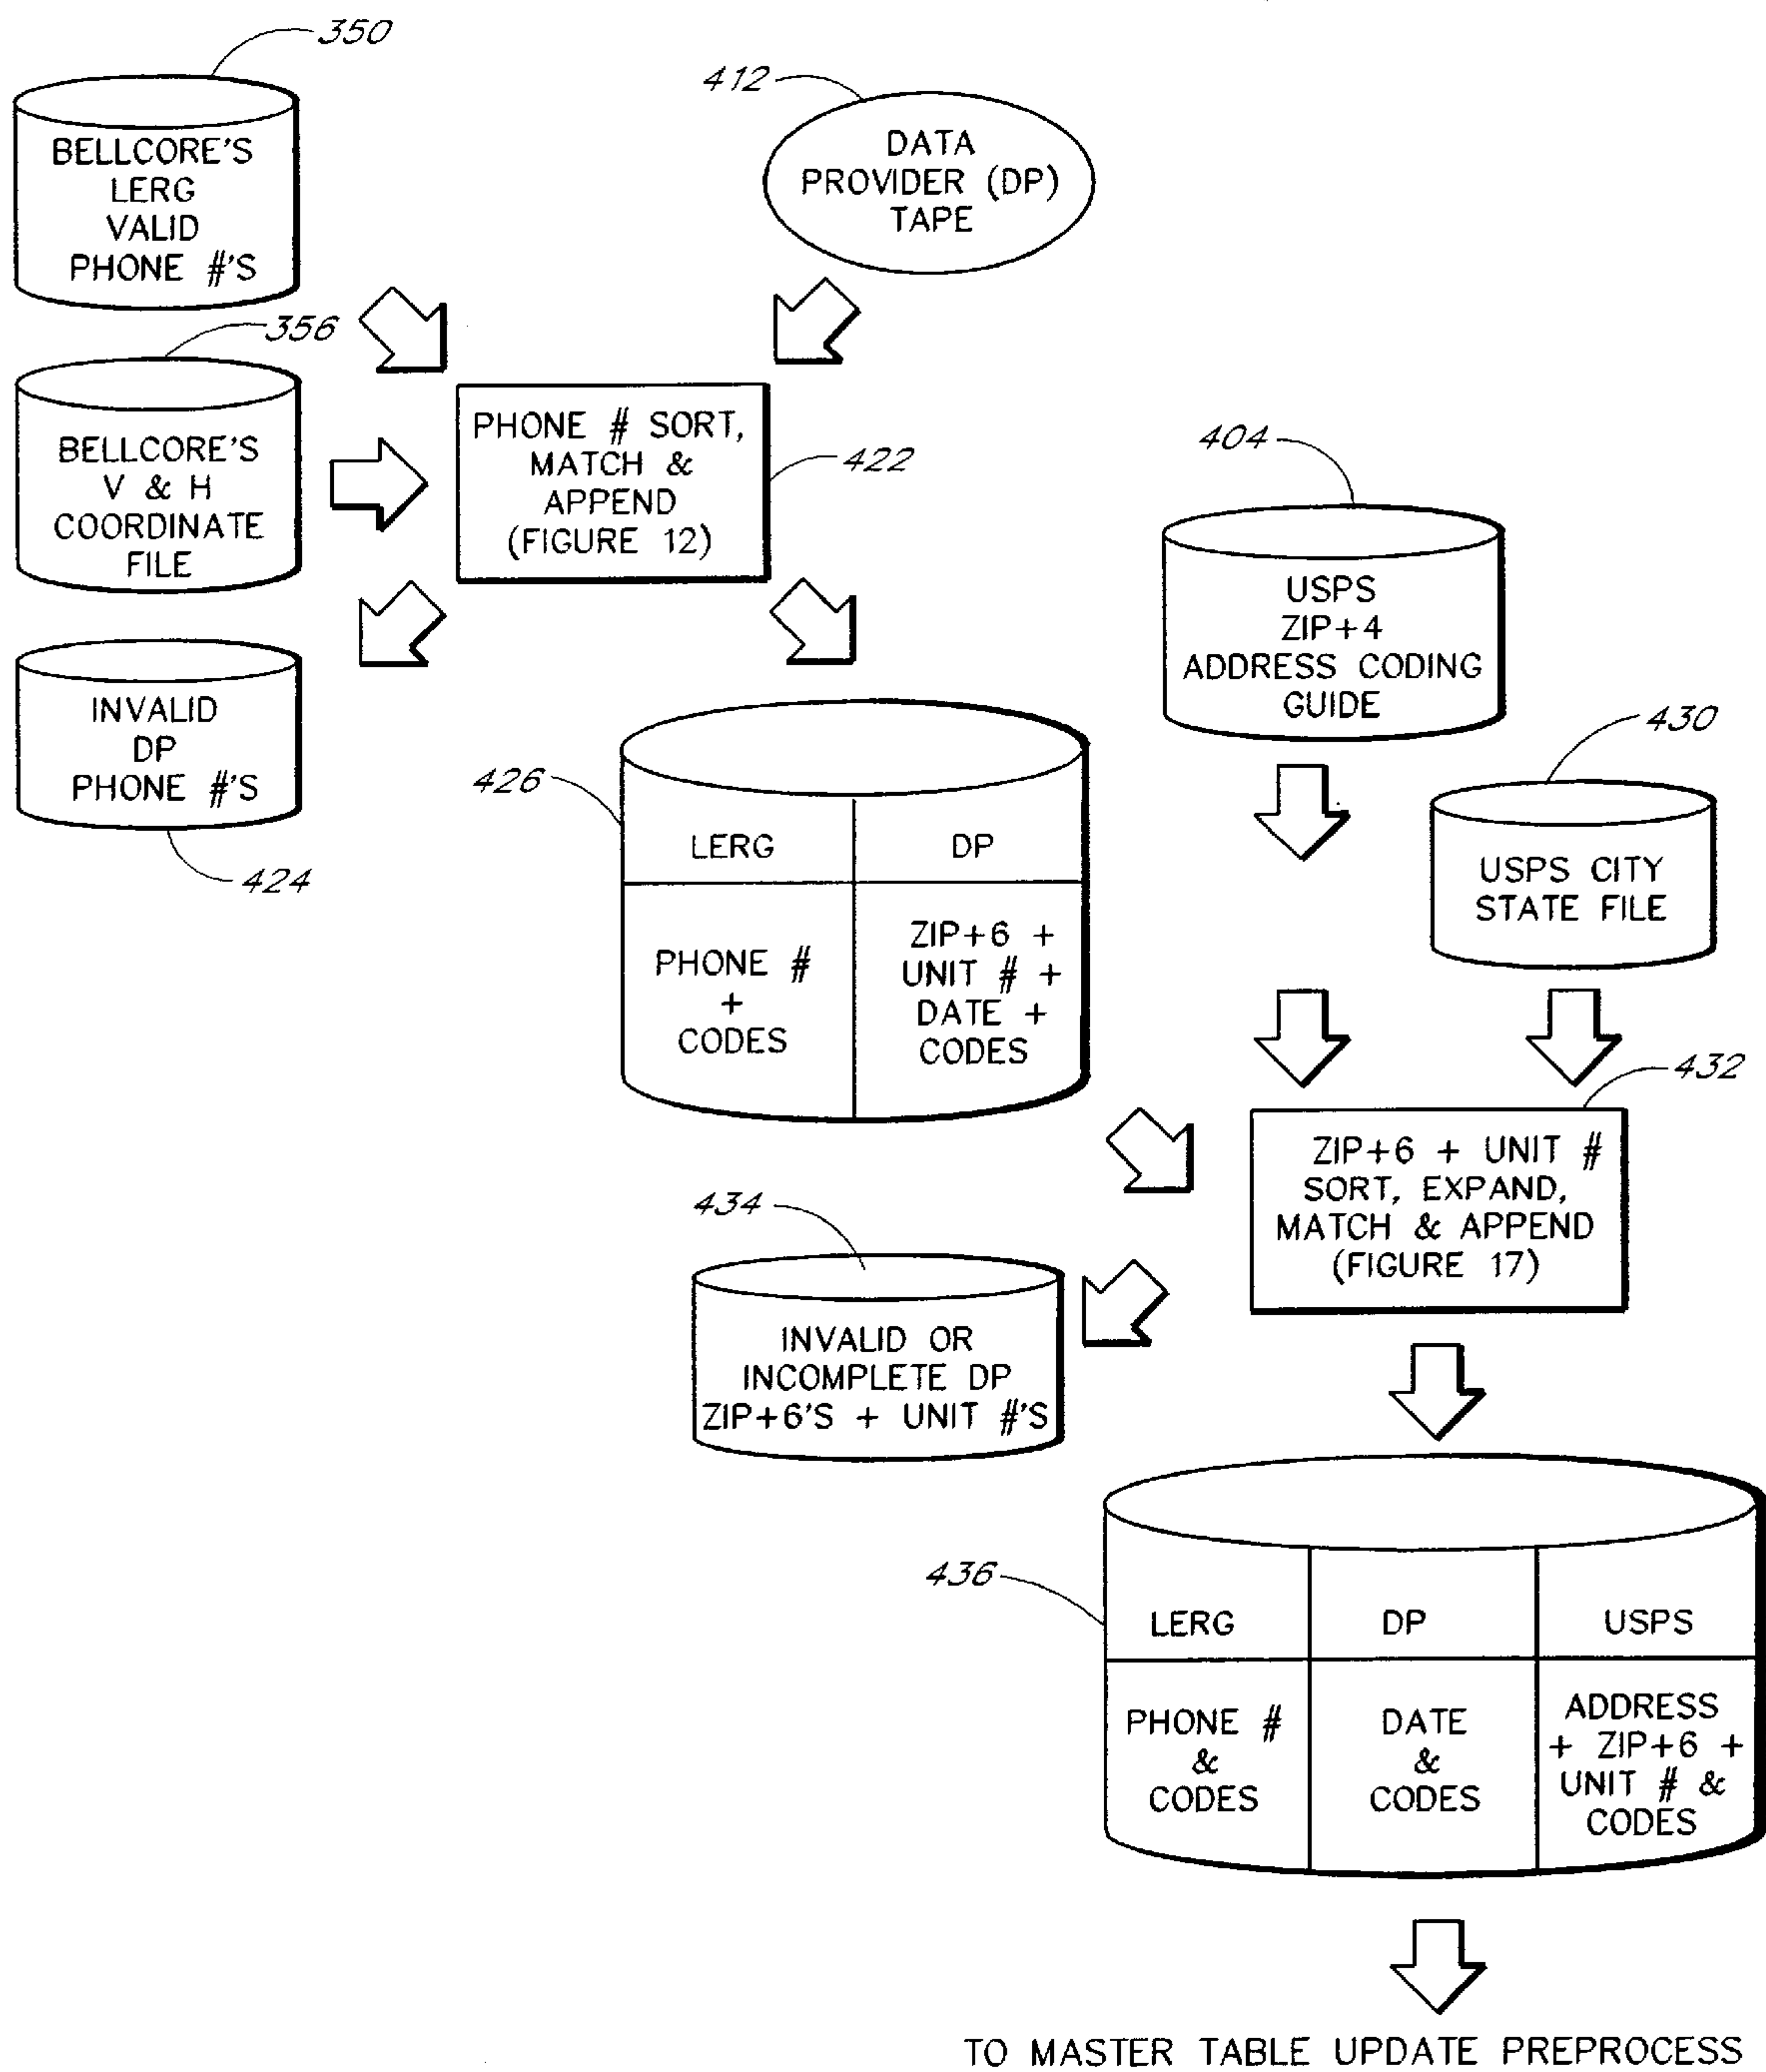 350
BELLCORE'S
LERG
VALID
PHONE #'S
412
DATA
PROVIDER (DP)
TAPE
356
BELLCORE'S
V & H
COORDINATE
FILE
PHONE # SORT,
MATCH &
APPEND
(FIGURE 12)
422
404
USPS
ZIP+4
ADDRESS CODING
GUIDE
INVALID
DP
PHONE #'S
424
426
LERG
DP
PHONE #
+
CODES
ZIP+6 +
UNIT # +
DATE +
CODES
430
USPS CITY
STATE FILE
432
ZIP+6 + UNIT #
SORT, EXPAND,
MATCH & APPEND
(FIGURE 17)
434
INVALID OR
INCOMPLETE DP
ZIP+6'S + UNIT #'S
436
LERG
DP
USPS
PHONE #
&
CODES
DATE
&
CODES
ADDRESS
+ ZIP+6 +
UNIT # &
CODES
TO MASTER TABLE UPDATE PREPROCESS